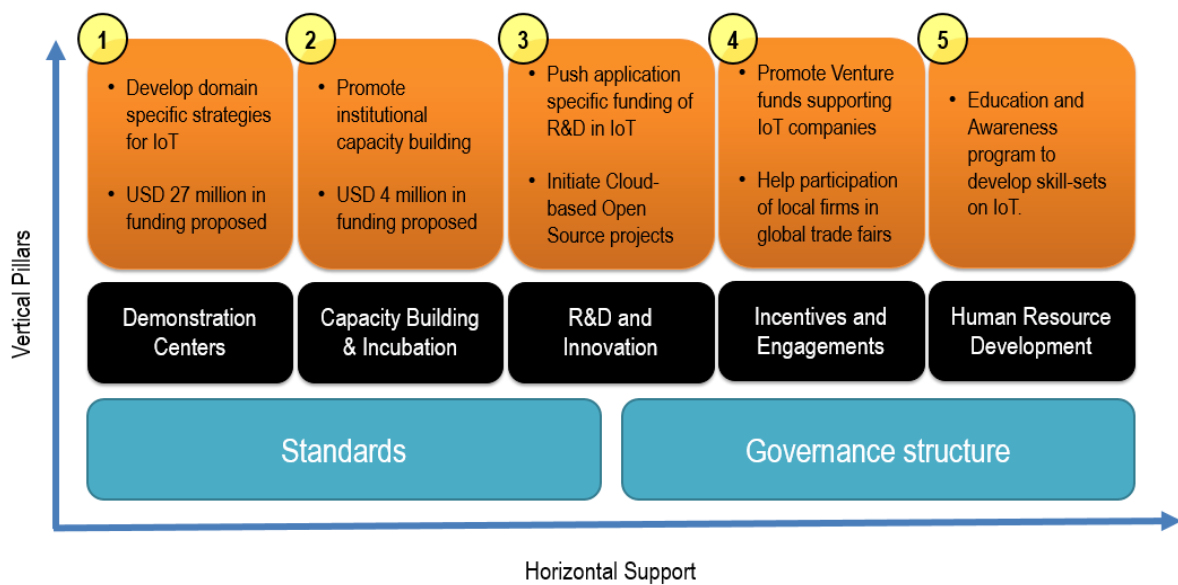 1
• Develop domain
specific strategies
for IoT
• USD 27 million in
funding proposed
2
• Promote
institutional
capacity building
• USD 4 million in
funding proposed
3
• Push application
specific funding of
R&D in IoT
• Initiate Cloud-
based Open
Source projects
4
• Promote Venture
funds supporting
IoT companies
• Help participation
of local firms in
global trade fairs
5
• Education and
Awareness
program to
develop skill-sets
on IoT.
Vertical Pillars
Demonstration
Centers
Capacity Building
& Incubation
R&D and
Innovation
Incentives and
Engagements
Human Resource
Development
Standards
Governance structure
Horizontal Support